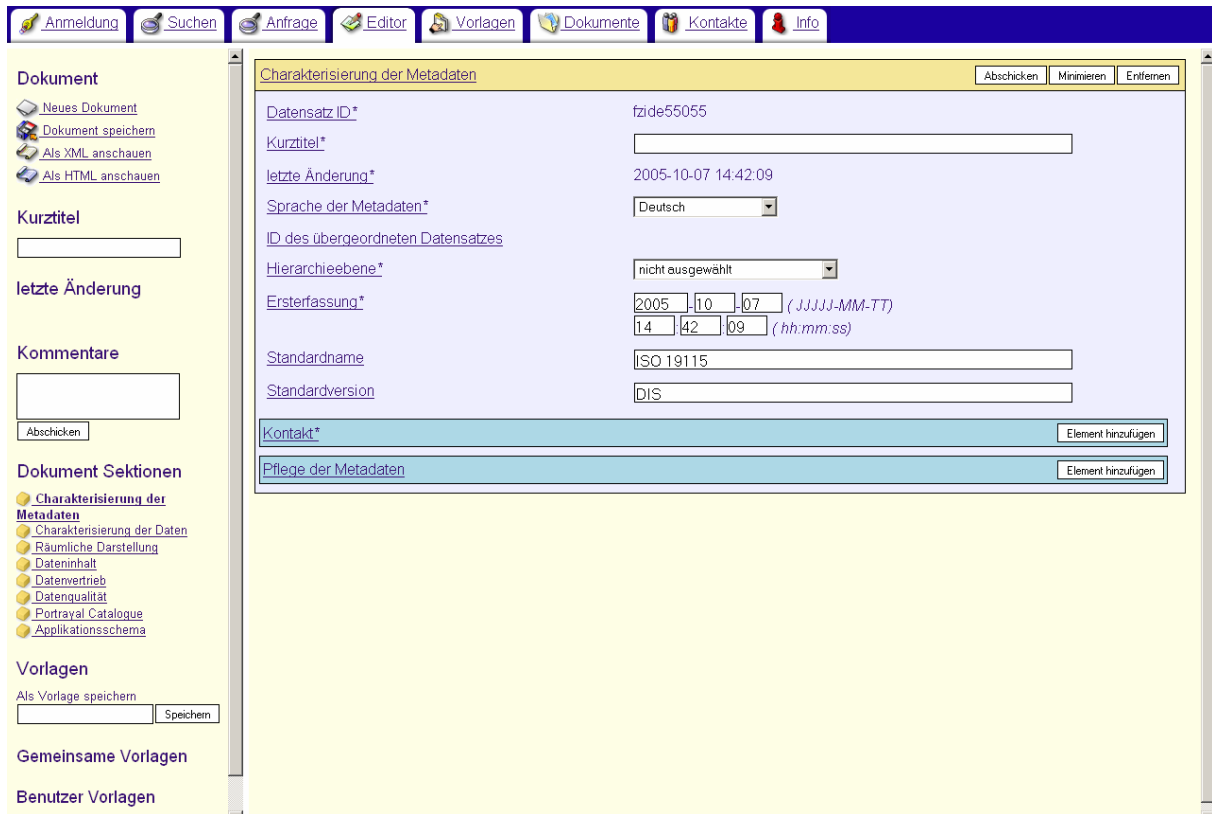 Anmeldung Suchen Anfrage Editor Vorlagen Dokumente Kontakte Info
Dokument
Neues Dokument
Dokument speichern
Als XML anschauen
Als HTML anschauen
Kurztitel
letzte Änderung
Kommentare
Abschicken
Dokument Sektionen
Charakterisierung der
Metadaten
Charakterisierung der Daten
Räumliche Darstellung
Dateninhalt
Datenvertrieb
Datenqualität
Portrayal Catalogue
Applikationsschema
Vorlagen
Als Vorlage speichern
Speichern
Gemeinsame Vorlagen
Benutzer Vorlagen
Charakterisierung der Metadaten Abschicken Minimieren Entfernen
Datensatz ID* fzide55055
Kurztitel*
letzte Änderung* 2005-10-07 14:42:09
Sprache der Metadaten* Deutsch
ID des übergeordneten Datensatzes
Hierarchieebene* nicht ausgewählt
Ersterfassung* 2005 - 10 - 07 ( JJJJJ-MM-TT)
14 : 42 : 09 ( hh:mm:ss)
Standardname ISO 19115
Standardversion DIS
Kontakt* Element hinzufügen
Pflege der Metadaten Element hinzufügen